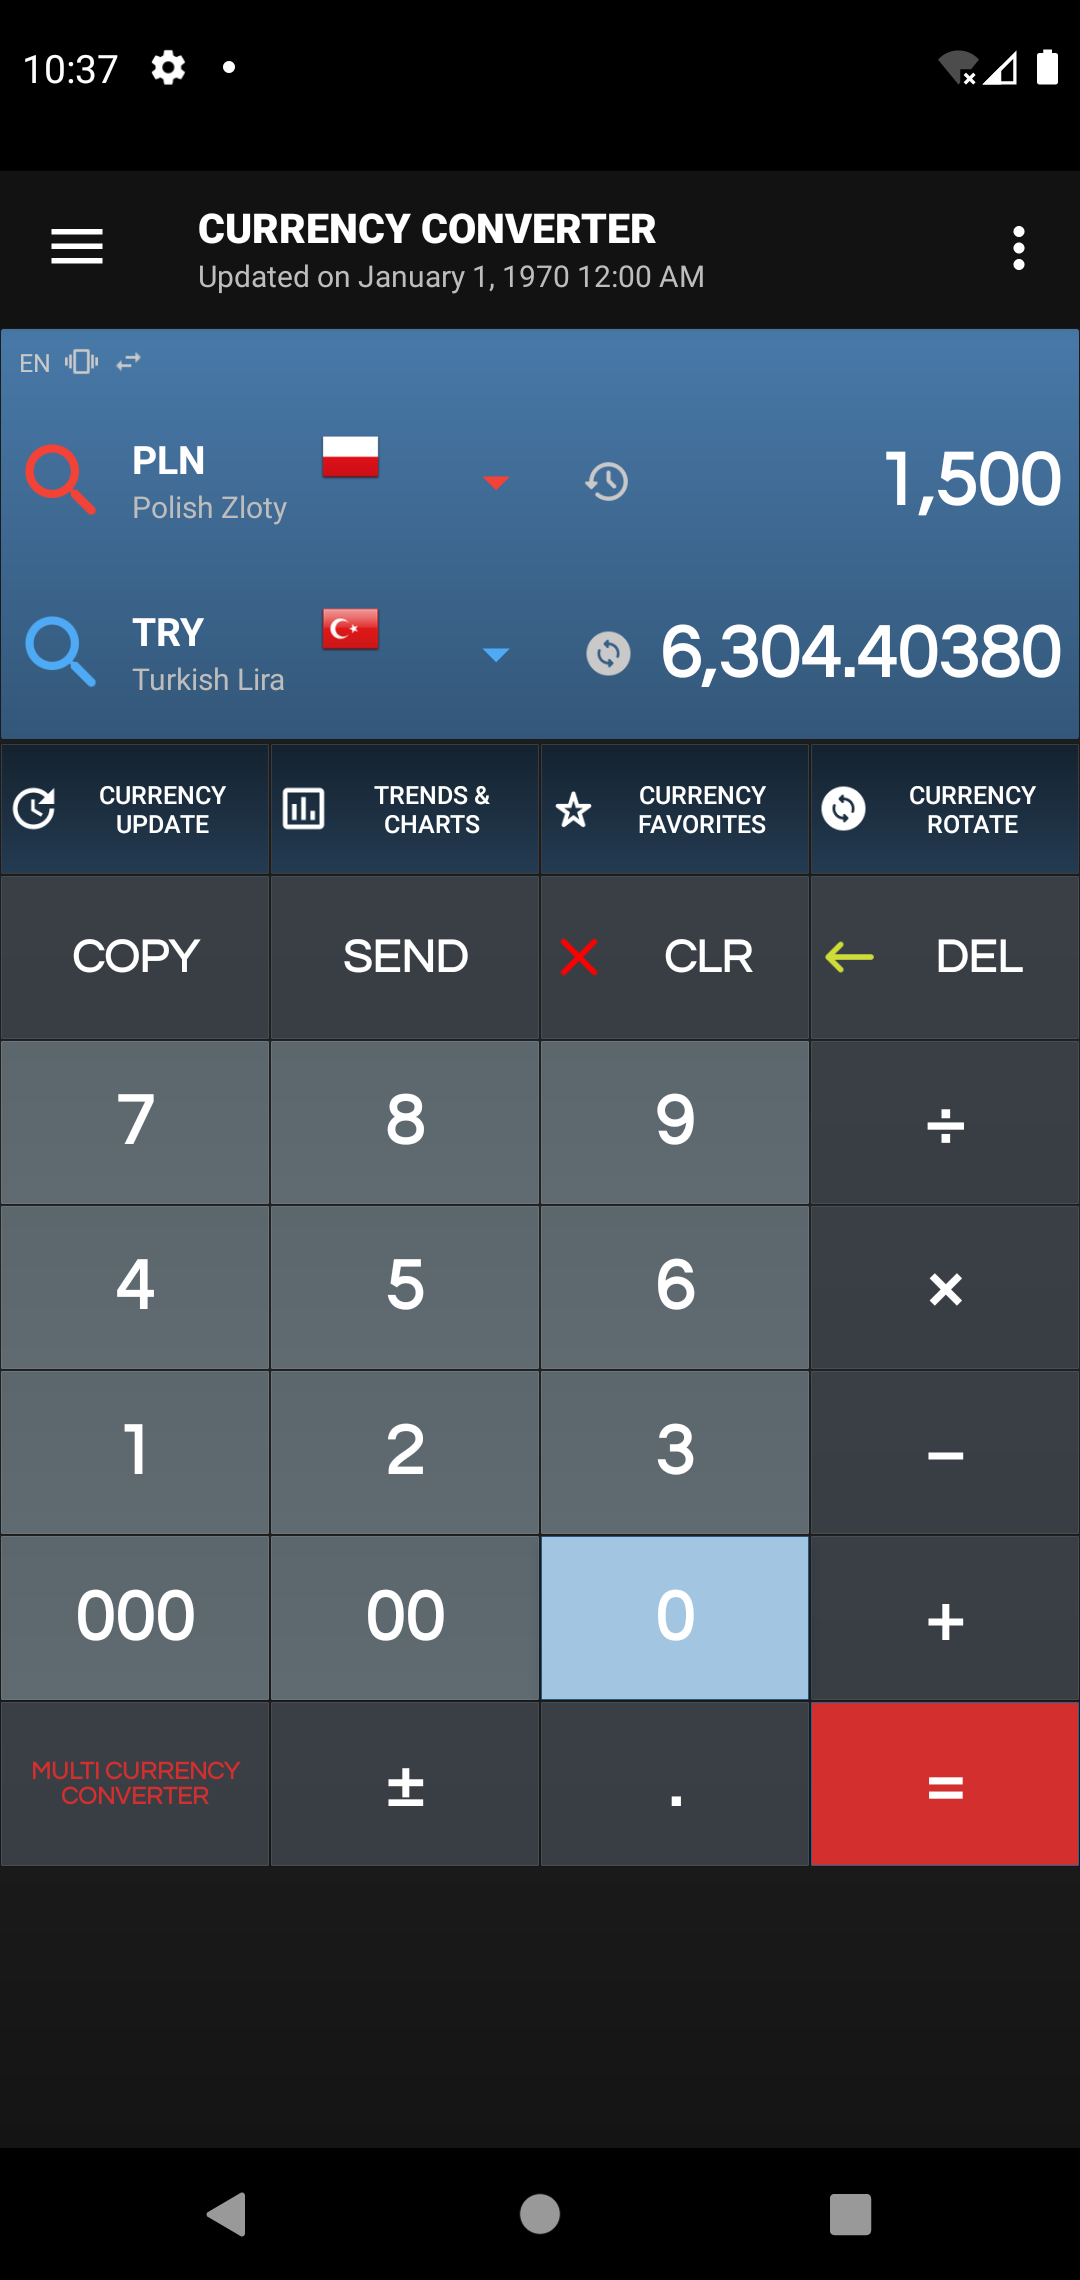 10:37
CURRENCY CONVERTER
Updated on January 1, 1970 12:00 AM
EN
PLN
Polish Zloty
1,500
TRY
Turkish Lira
6,304.40380
CURRENCY UPDATE
TRENDS & CHARTS
CURRENCY FAVORITES
CURRENCY ROTATE
COPY
SEND
CLR
DEL
7
8
9
÷
4
5
6
×
1
2
3
−
000
00
0
+
MULTI CURRENCY CONVERTER
±
.
=